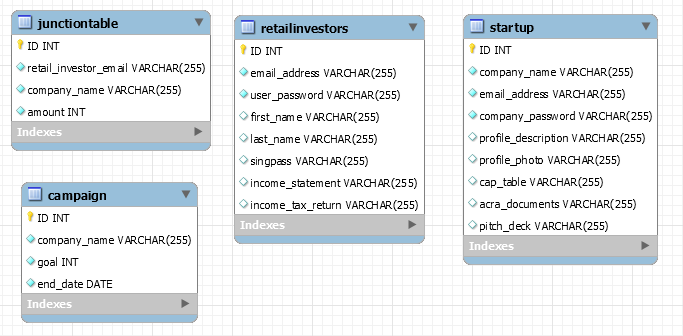 junctiontable
ID INT
retail_investor_email VARCHAR(255)
company_name VARCHAR(255)
amount INT
Indexes
retailinvestors
ID INT
email_address VARCHAR(255)
user_password VARCHAR(255)
first_name VARCHAR(255)
last_name VARCHAR(255)
singpass VARCHAR(255)
income_statement VARCHAR(255)
income_tax_return VARCHAR(255)
Indexes
startup
ID INT
company_name VARCHAR(255)
email_address VARCHAR(255)
company_password VARCHAR(255)
profile_description VARCHAR(255)
profile_photo VARCHAR(255)
cap_table VARCHAR(255)
acra_documents VARCHAR(255)
pitch_deck VARCHAR(255)
Indexes
campaign
ID INT
company_name VARCHAR(255)
goal INT
end_date DATE
Indexes